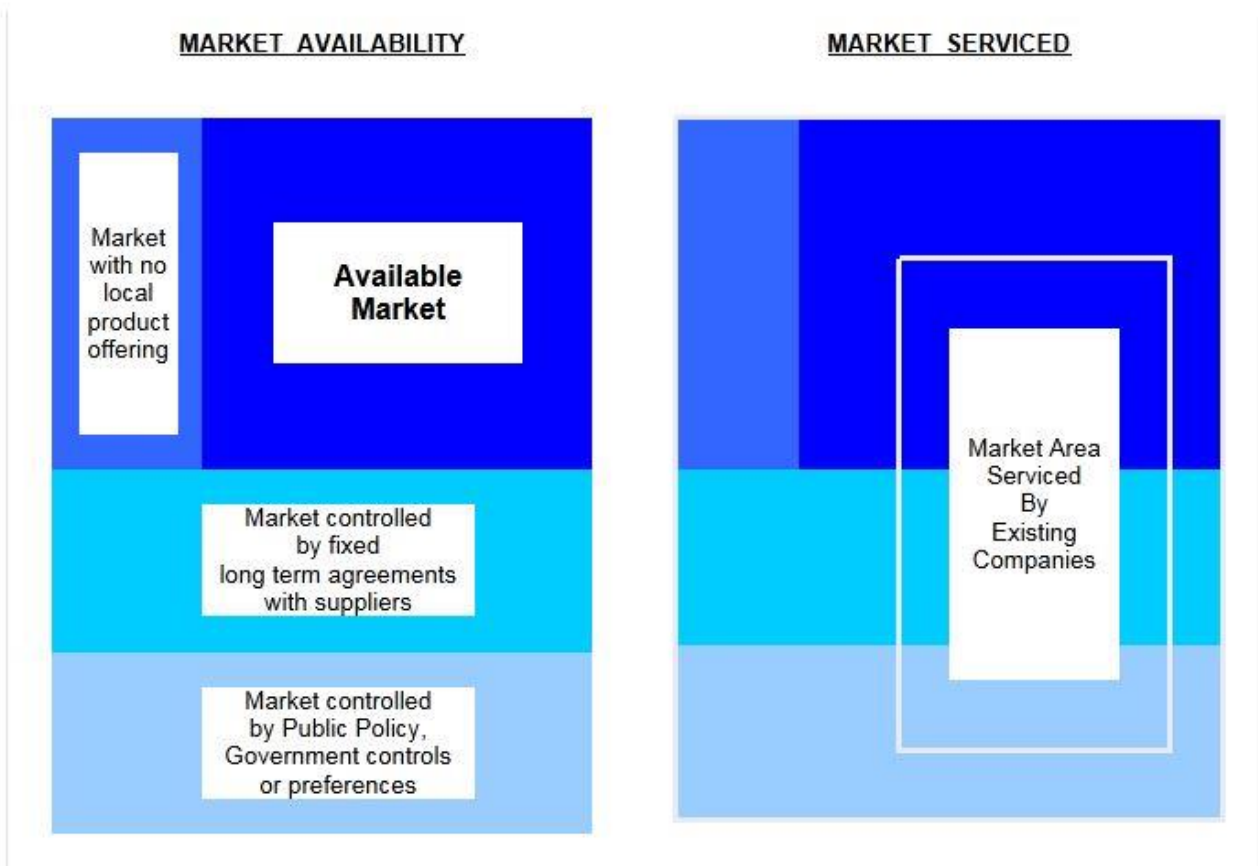 MARKET AVAILABILITY
MARKET SERVICED
Market
with no
local
product
offering
Available
Market
Market controlled
by fixed
long term agreements
with suppliers
Market controlled
by Public Policy,
Government controls
or preferences
Market Area
Serviced
By
Existing
Companies